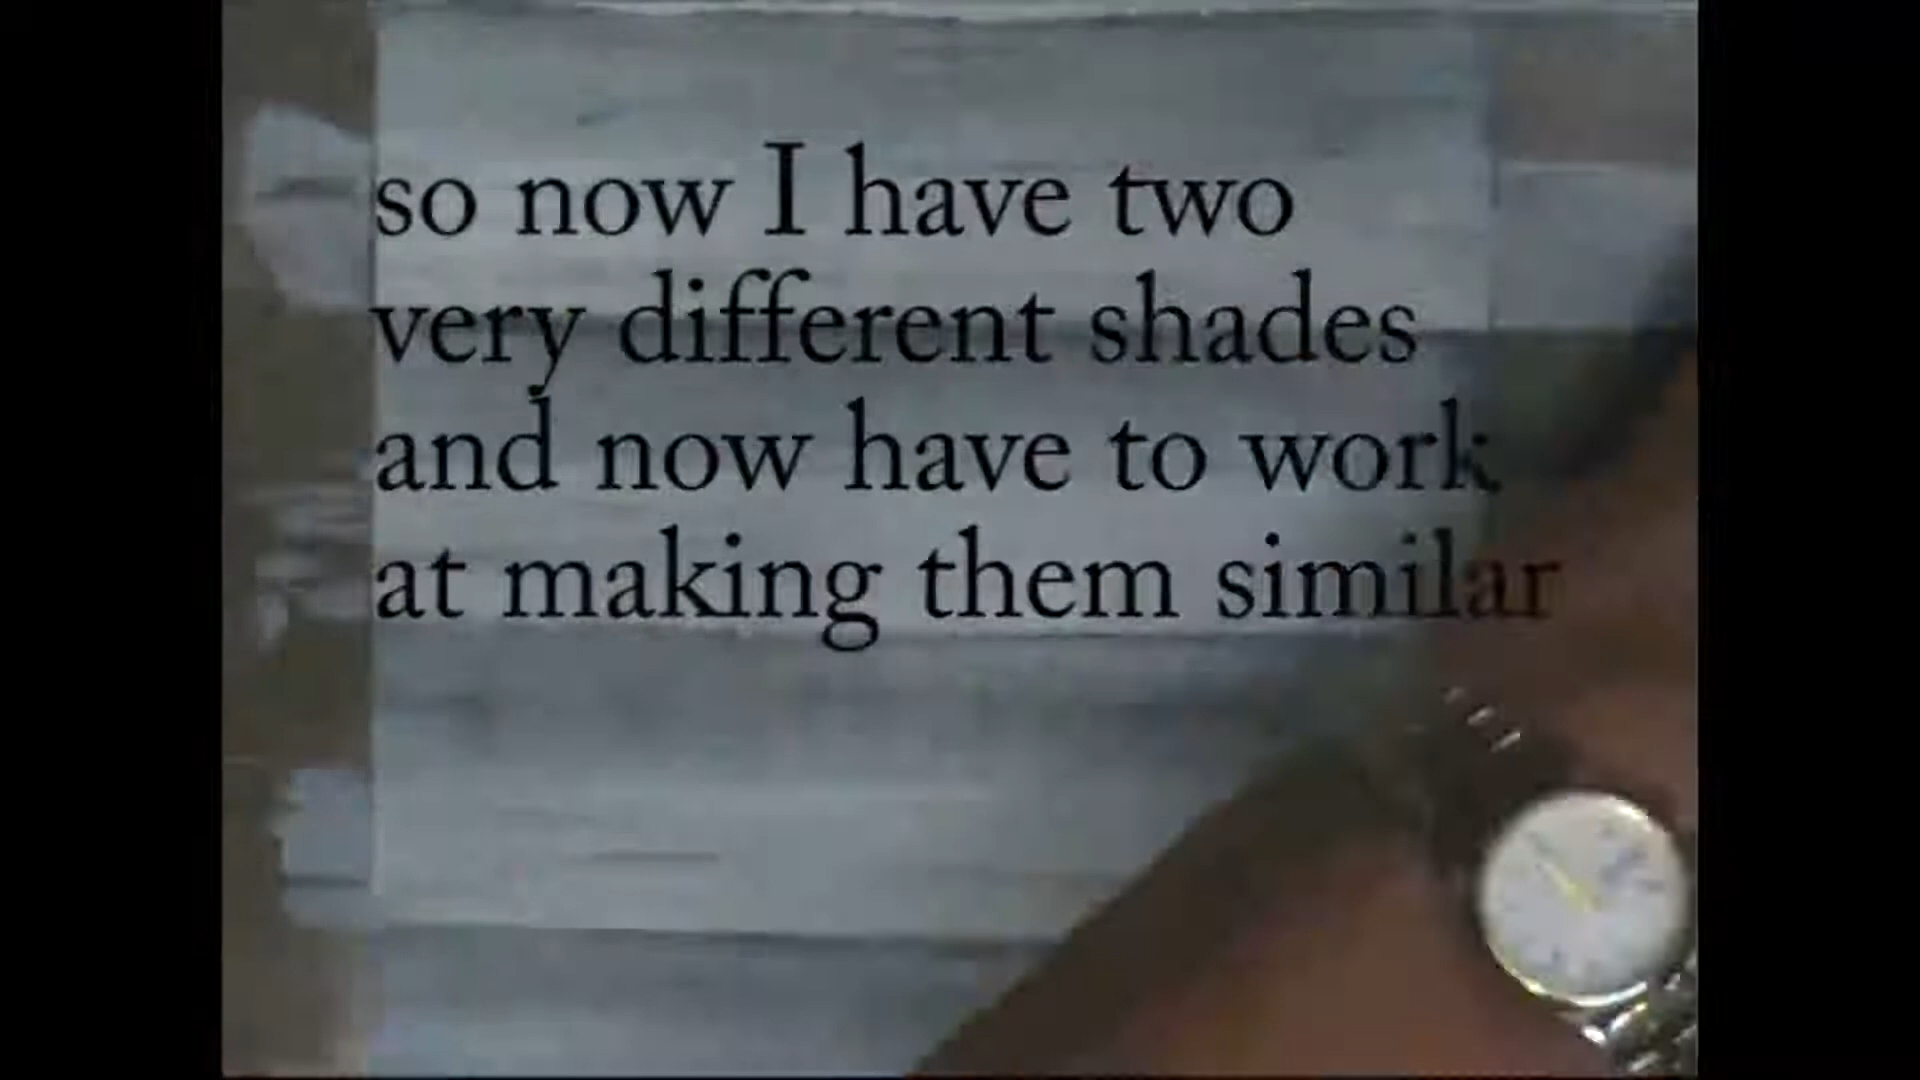 so now I have two
very different shades
and now have to work
at making them similar